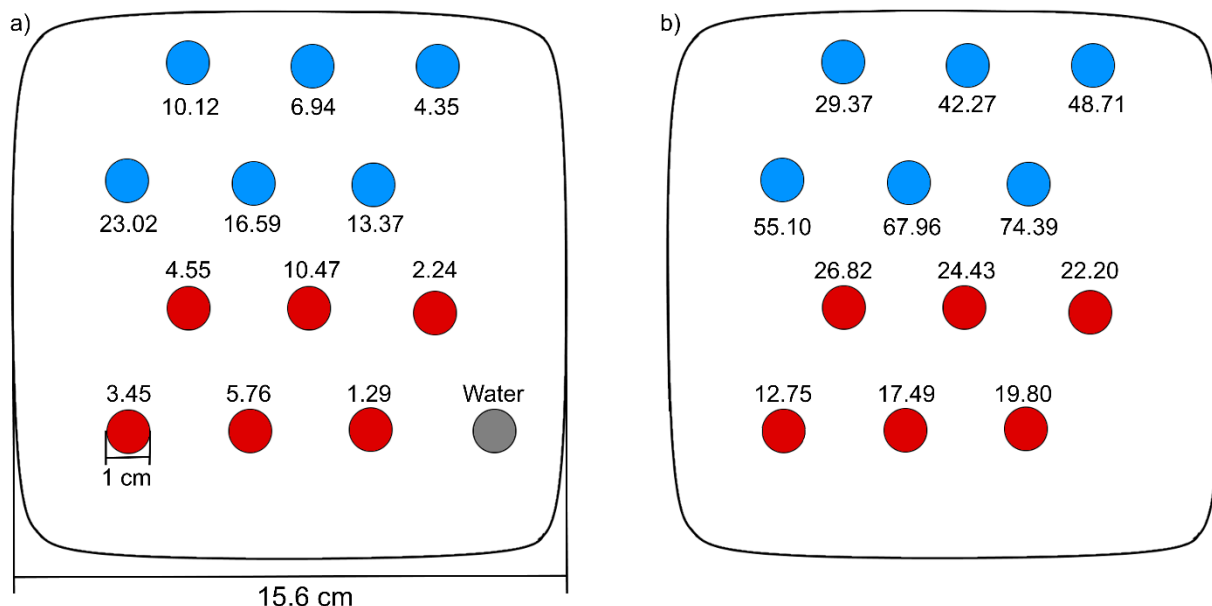 a)
10.12 6.94 4.35
23.02 16.59 13.37
4.55 10.47 2.24
3.45 5.76 1.29 Water
1 cm
15.6 cm
b)
29.37 42.27 48.71
55.10 67.96 74.39
26.82 24.43 22.20
12.75 17.49 19.80